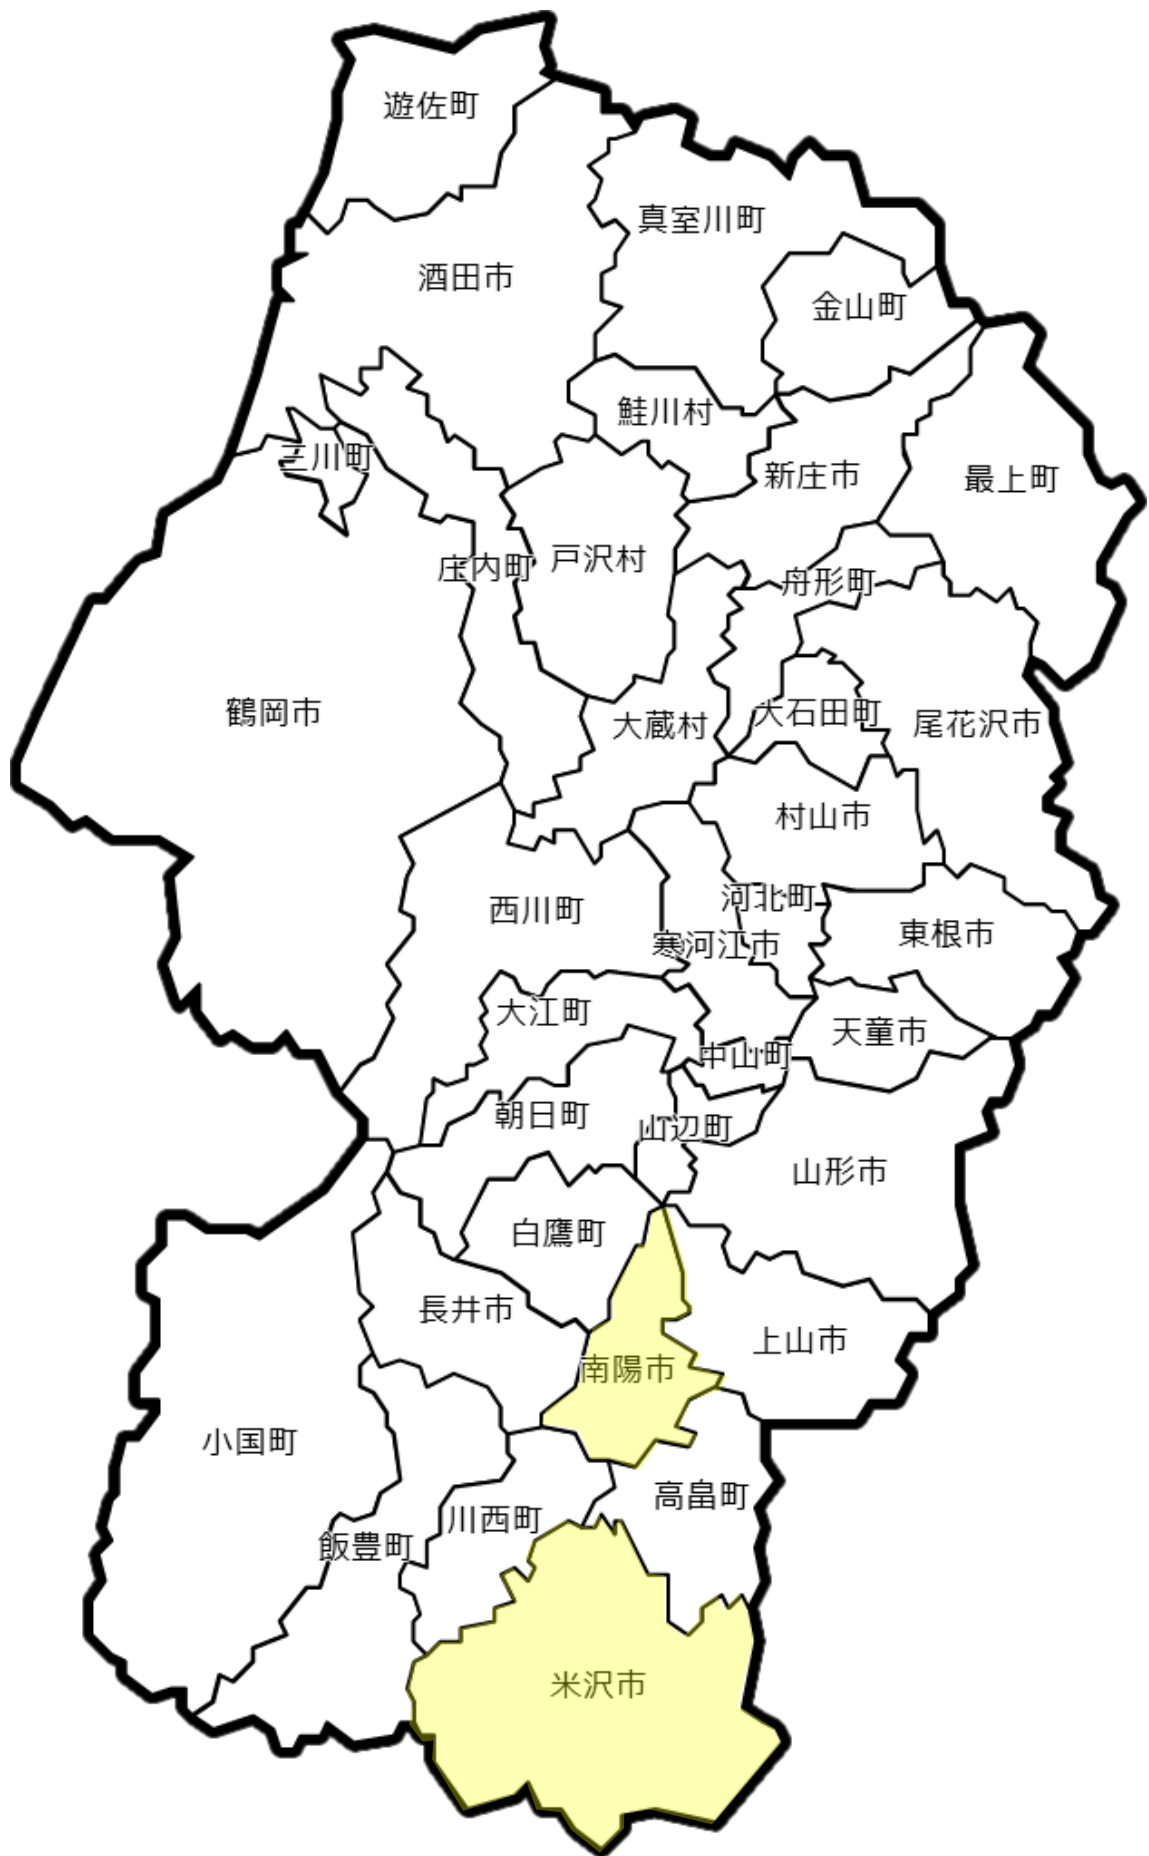 遊佐町
真室川町
酒田市
金山町
鮭川村
三川町
新庄市
最上町
戸沢村
庄内町
舟形町
鶴岡市
大蔵村
大石田町
尾花沢市
村山市
河北町
西川町
東根市
寒河江市
大江町
天童市
中山町
朝日町
山辺町
山形市
白鷹町
長井市
上山市
南陽市
小国町
高畠町
川西町
飯豊町
米沢市